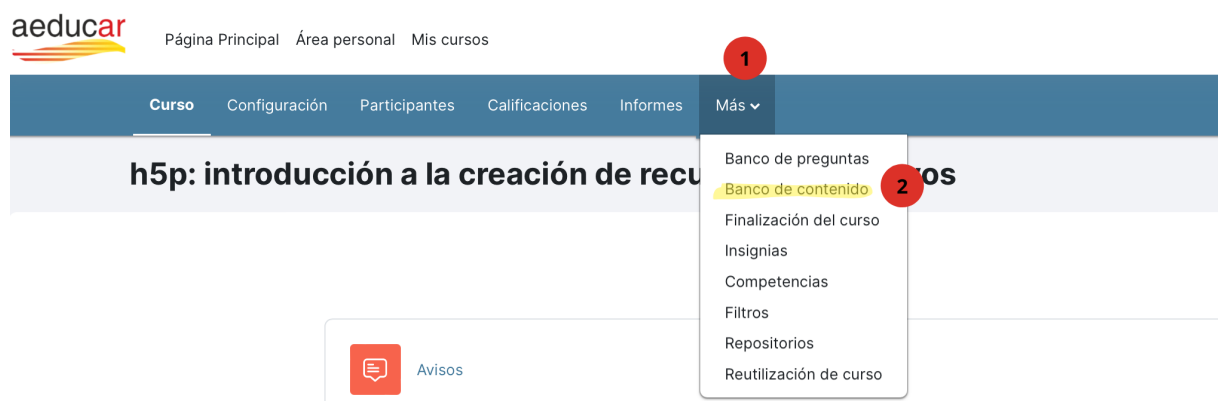 aeducar
Página Principal Área personal Mis cursos
1
Curso Configuración Participantes Calificaciones Informes Más
h5p: introducción a la creación de recu vos
Banco de preguntas
Banco de contenido 2
Finalización del curso
Insignias
Competencias
Filtros
Repositorios
Reutilización de curso
Avisos